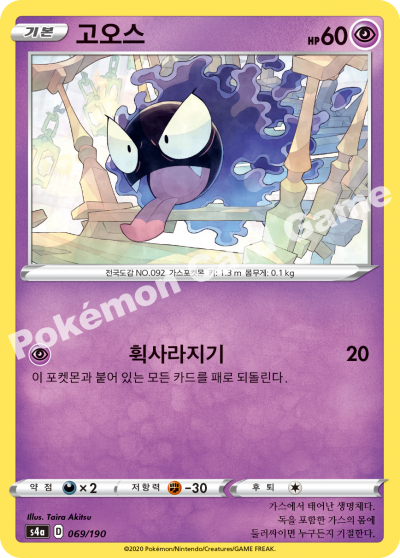 기본 고오스 HP 60
전국도감 NO.092 가스포켓몬 키: 1.3 m 몸무게: 0.1 kg
Pokémon Card Game
휙사라지기 20
이 포켓몬과 붙어 있는 모든 카드를 패로 되돌린다.
약점 ×2 저항력 -30 후퇴
Illus. Taira Akitsu
s4a D 069/190
가스에서 태어난 생명체다.
독을 포함한 가스의 몸에
둘러싸이면 누구든지 기절한다.
©2020 Pokémon/Nintendo/Creatures/GAME FREAK.